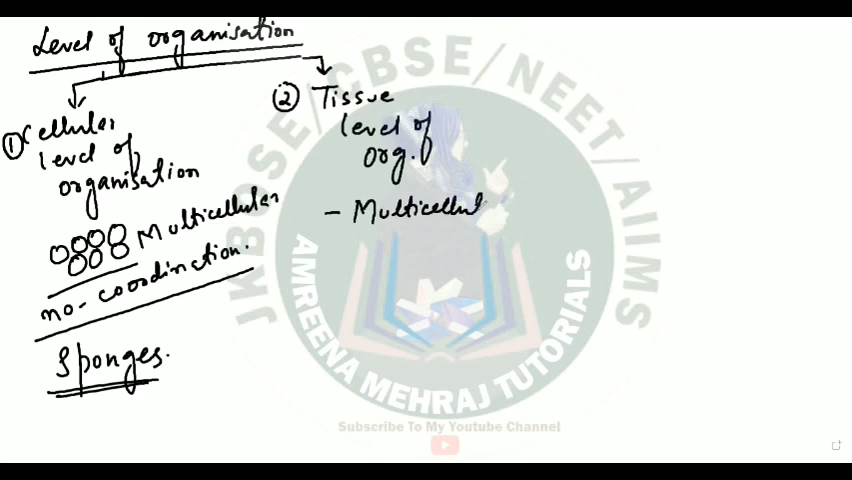 Level of organisation
① Cellular
level of
organisation
Multicellular
no-coordination.
Sponges.
② Tissue
level of
org.
- Multicellul
JKBOSE/CBSE/NEET/AIIMS
AMREENA MEHRAJ TUTORIALS
Subscribe To My Youtube Channel